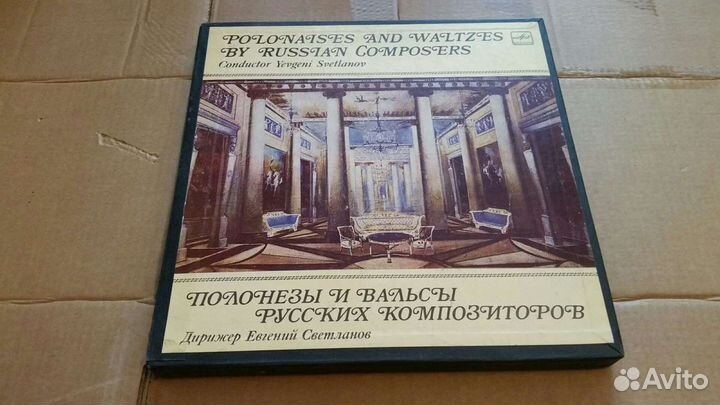 POLONAISES AND WALTZES
BY RUSSIAN COMPOSERS
Conductor Yevgeni Svetlanov
ПОЛОНЕЗЫ И ВАЛЬСЫ
РУССКИХ КОМПОЗИТОРОВ
Дирижер Евгений Светланов
Avito